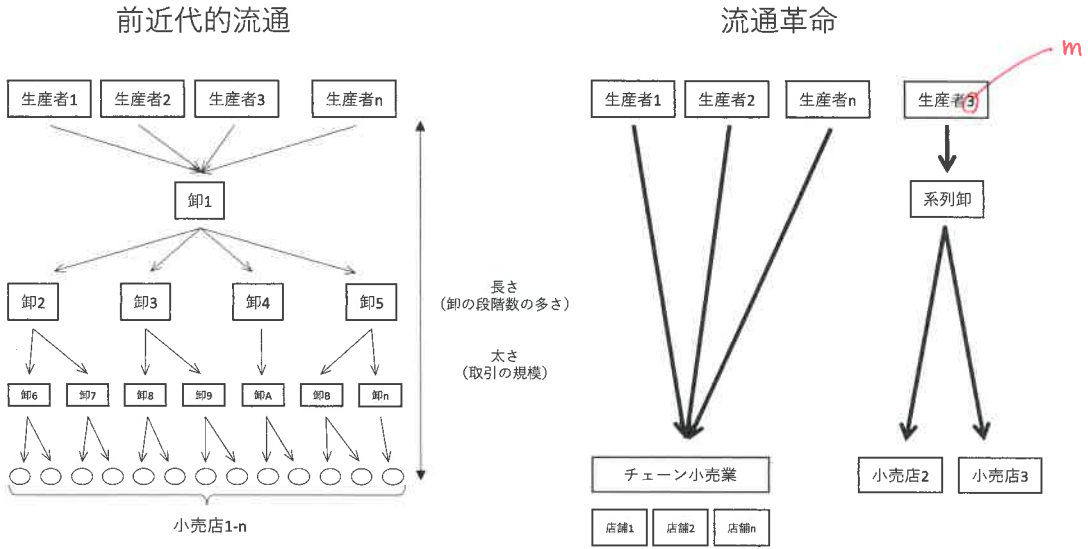 前近代的流通
流通革命
m
生産者1
生産者2
生産者3
生産者n
生産者1
生産者2
生産者n
生産者3
卸1
系列卸
卸2
卸3
卸4
卸5
長さ
(卸の段階数の多さ)
太さ
(取引の規模)
卸6
卸7
卸8
卸9
卸A
卸B
卸n
チェーン小売業
小売店2
小売店3
店舗1
店舗2
店舗n
小売店1-n